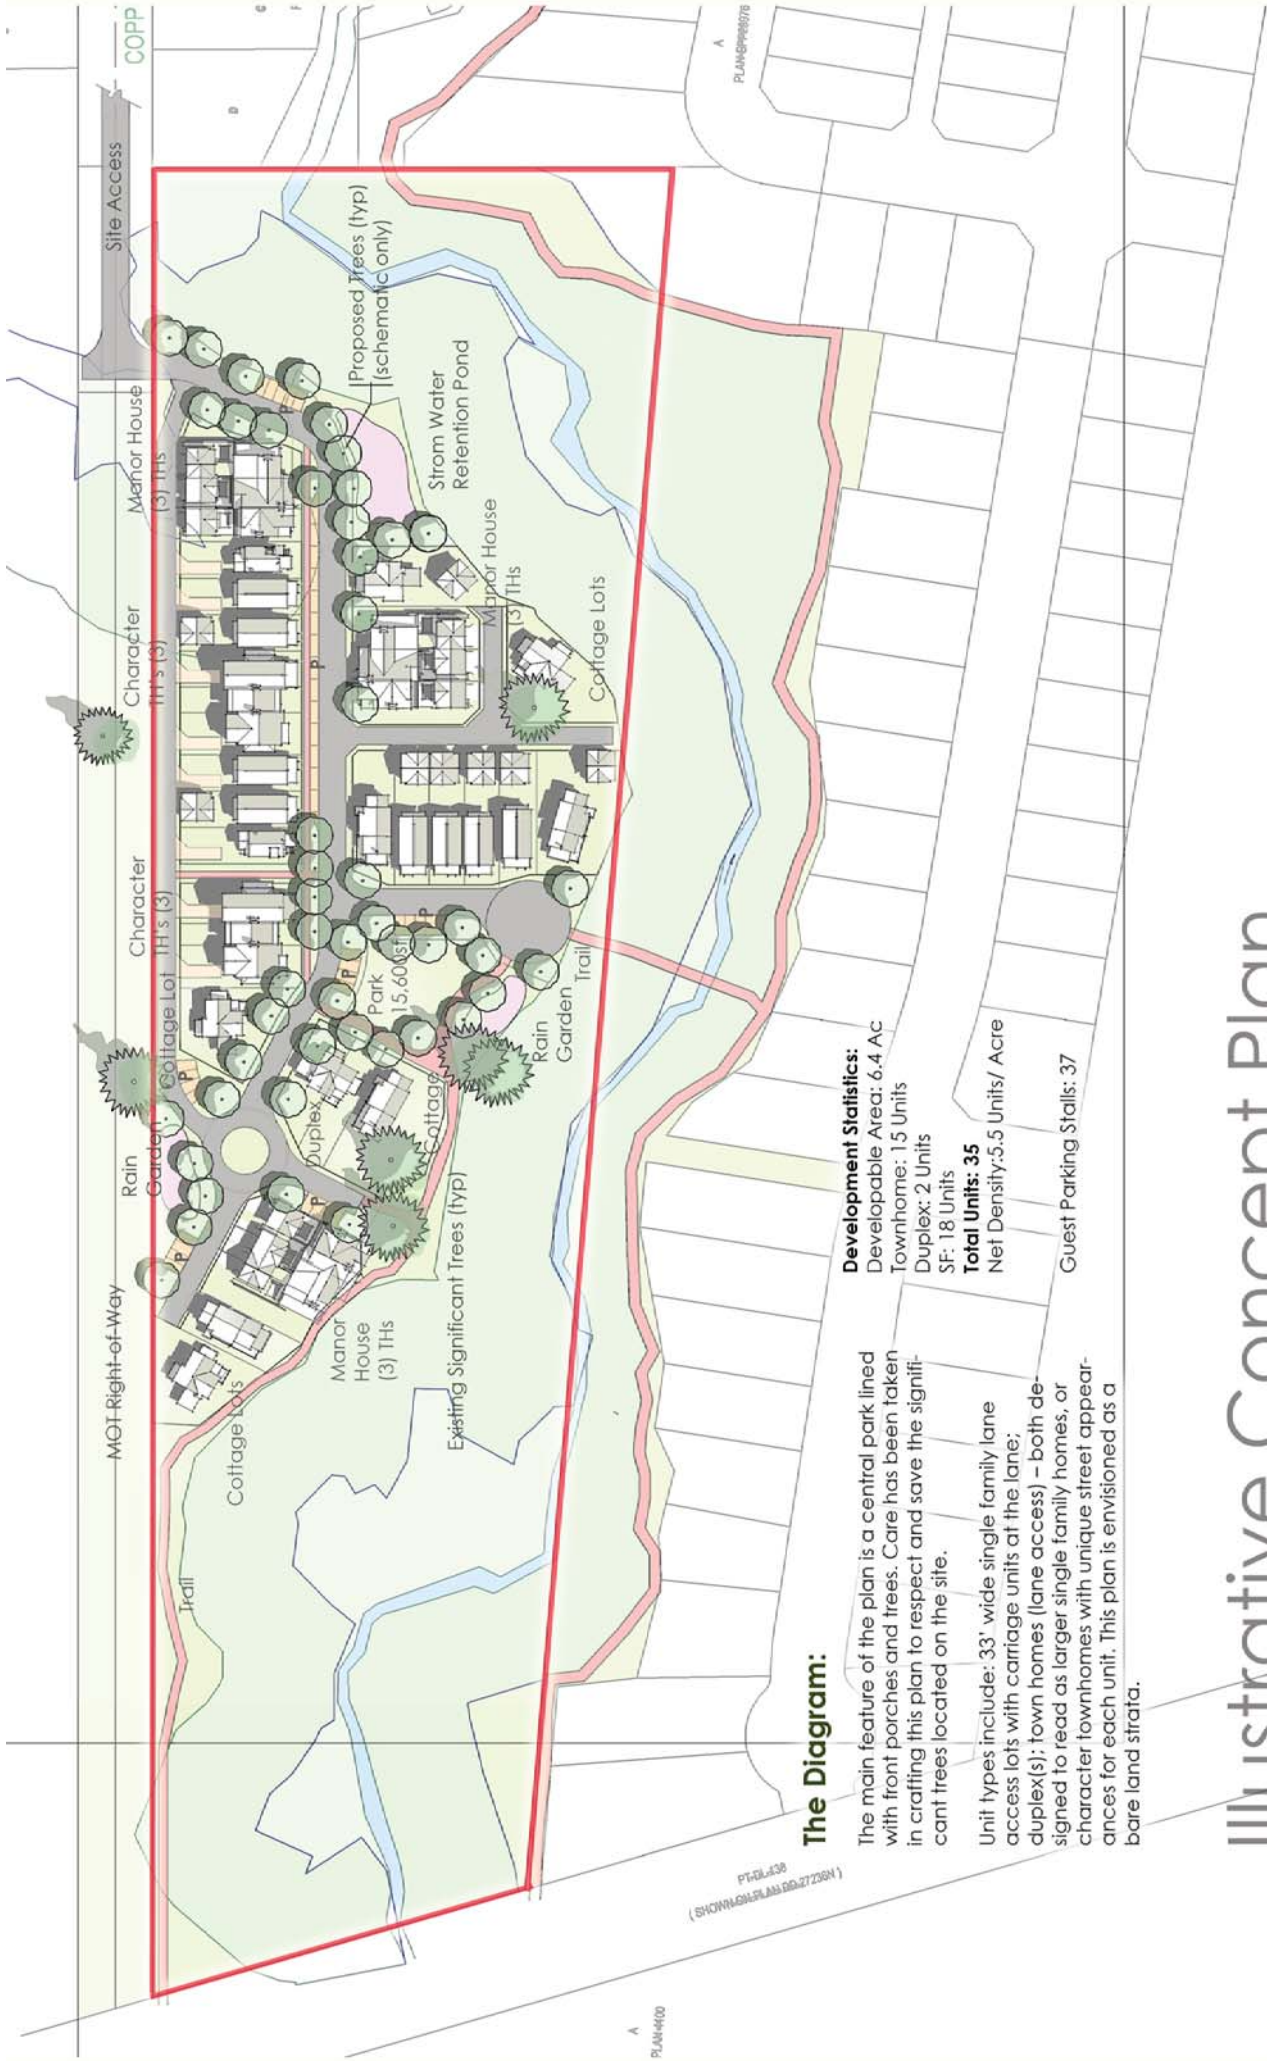 COPP
Site Access
MOT Right-of-Way
Manor House
(3) THs
Character
TH's (3)
Character
TH's (3)
Cottage Lot
Rain
Garden
Proposed Trees (typ)
(schematic only)
Strom Water
Retention Pond
Manor House
(3) THs
Cottage Lots
Park
15,600sf
Rain
Garden
Trail
Duplex
Cottage
Manor
House
(3) THs
Existing Significant Trees (typ)
Cottage Lots
Trail
P
P
P
P
P
P
P
A
D
A
PLAN 4400
The Diagram:
The main feature of the plan is a central park lined
with front porches and trees. Care has been taken
in crafting this plan to respect and save the signifi-
cant trees located on the site.
Unit types include: 33' wide single family lane
access lots with carriage units at the lane;
duplex(s); town homes (lane access) – both de-
signed to read as larger single family homes, or
character townhomes with unique street appear-
ances for each unit. This plan is envisioned as a
bare land strata.
Development Statistics:
Developable Area: 6.4 Ac
Townhome: 15 Units
Duplex: 2 Units
SF: 18 Units
Total Units: 35
Net Density:5.5 Units/ Acre
Guest Parking Stalls: 37
Illustrative Concept Plan